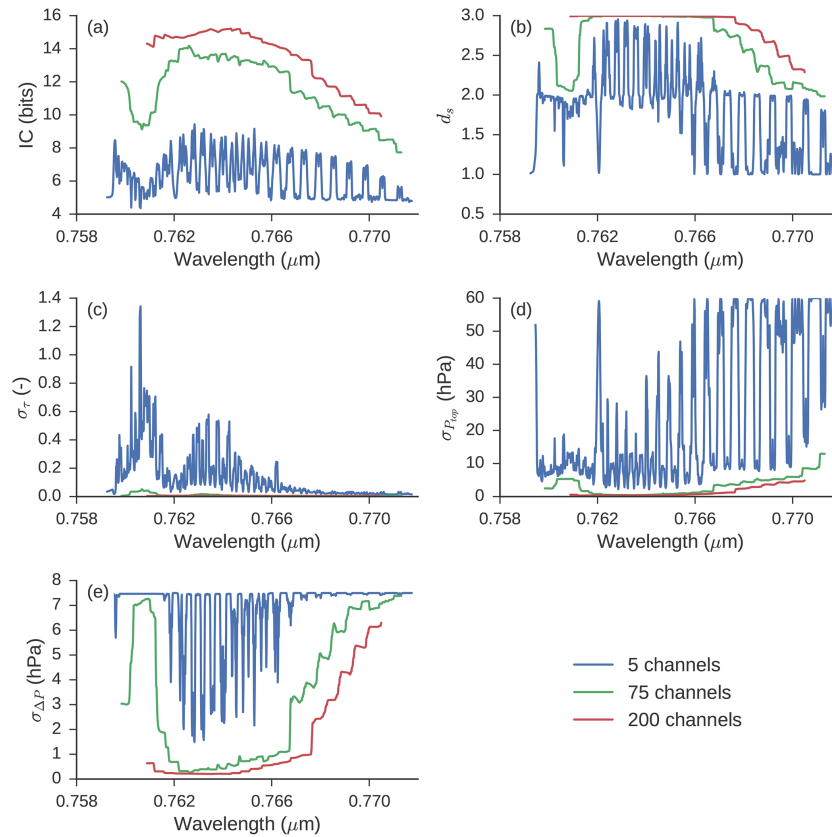 16
14
12
10
8
6
4
IC (bits)
(a)
0.758 0.762 0.766 0.770
Wavelength (μm)
3.0
2.5
2.0
1.5
1.0
0.5
d_s
(b)
0.758 0.762 0.766 0.770
Wavelength (μm)
1.4
1.2
1.0
0.8
0.6
0.4
0.2
0.0
σ_τ (-)
(c)
0.758 0.762 0.766 0.770
Wavelength (μm)
60
50
40
30
20
10
0
σ_{P_{top}} (hPa)
(d)
0.758 0.762 0.766 0.770
Wavelength (μm)
8
7
6
5
4
3
2
1
0
σ_{ΔP} (hPa)
(e)
0.758 0.762 0.766 0.770
Wavelength (μm)
5 channels
75 channels
200 channels